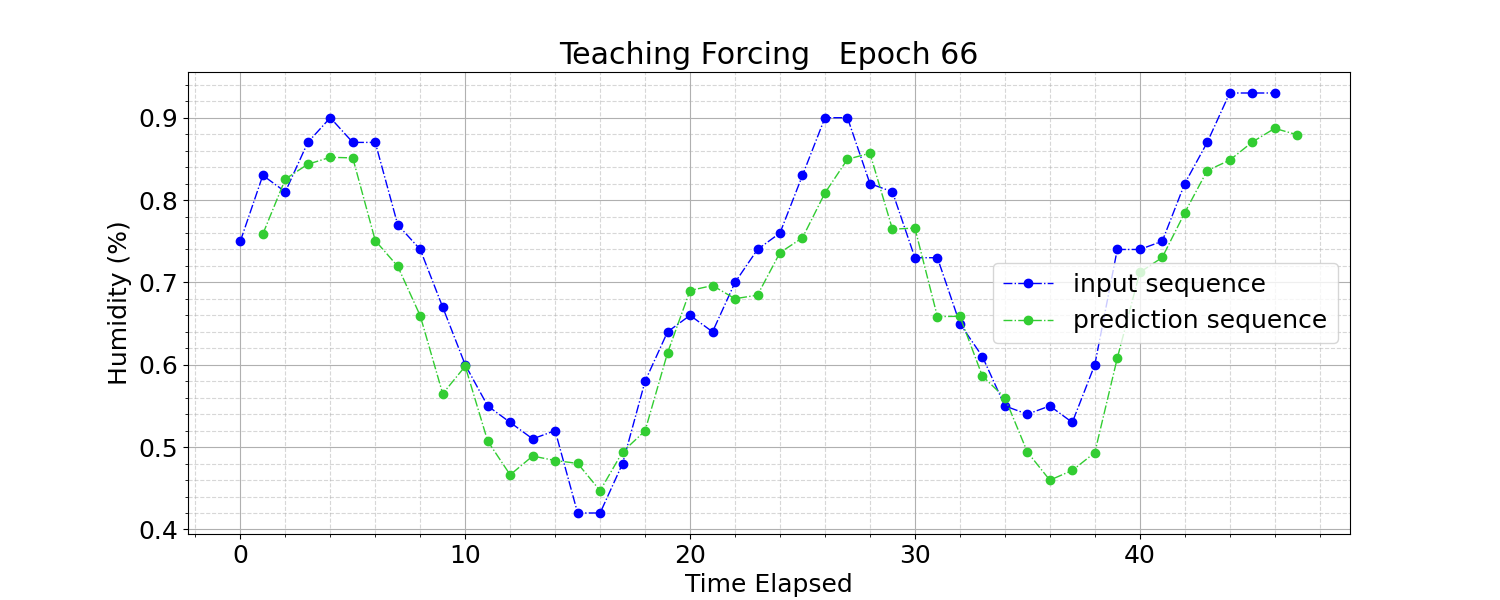 Teaching Forcing   Epoch 66
Humidity (%)
0.9
0.8
0.7
0.6
0.5
0.4
input sequence
prediction sequence
0 10 20 30 40
Time Elapsed